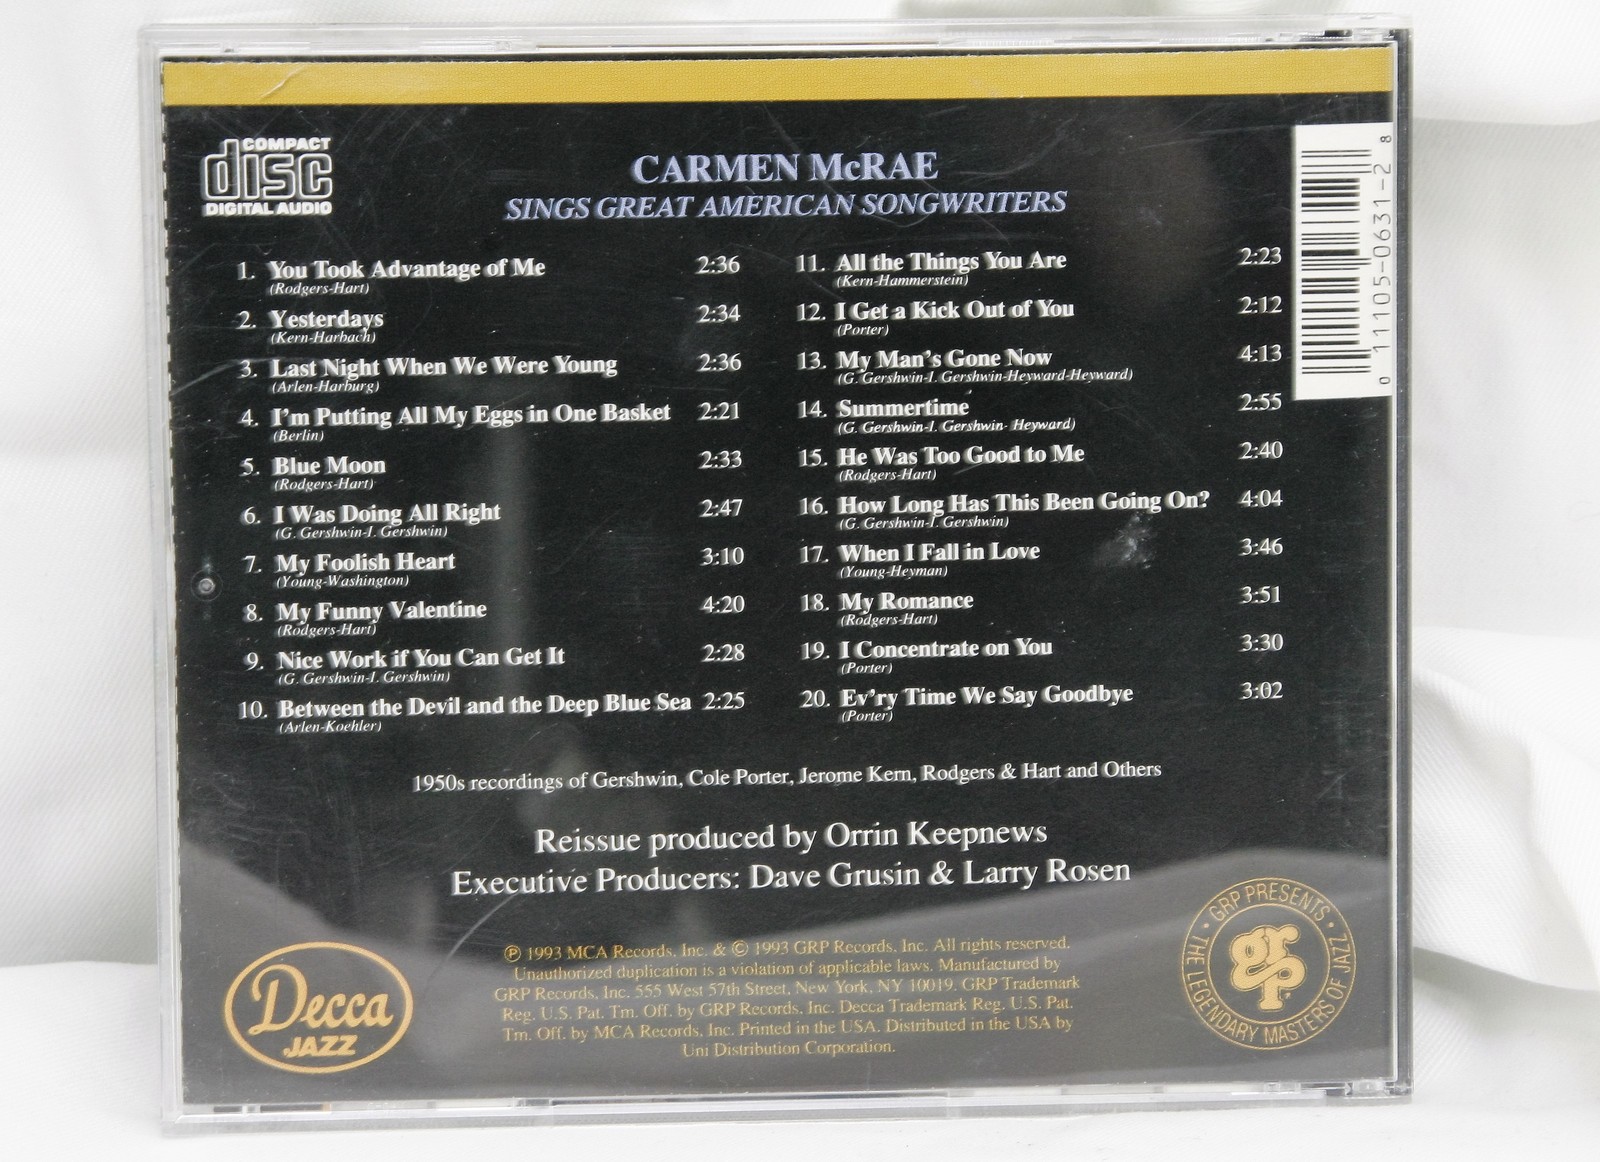 COMPACT
disc
DIGITAL AUDIO
CARMEN McRAE
SINGS GREAT AMERICAN SONGWRITERS
1. You Took Advantage of Me 2:36
(Rodgers-Hart)
2. Yesterdays 2:34
(Kern-Harbach)
3. Last Night When We Were Young 2:36
(Arlen-Harburg)
4. I'm Putting All My Eggs in One Basket 2:21
(Berlin)
5. Blue Moon 2:33
(Rodgers-Hart)
6. I Was Doing All Right 2:47
(G. Gershwin-I. Gershwin)
7. My Foolish Heart 3:10
(Young-Washington)
8. My Funny Valentine 4:20
(Rodgers-Hart)
9. Nice Work if You Can Get It 2:28
(G. Gershwin-I. Gershwin)
10. Between the Devil and the Deep Blue Sea 2:25
(Arlen-Koehler)
11. All the Things You Are 2:23
(Kern-Hammerstein)
12. I Get a Kick Out of You 2:12
(Porter)
13. My Man's Gone Now 4:13
(G. Gershwin-I. Gershwin-Heyward-Heyward)
14. Summertime 2:55
(G. Gershwin-I. Gershwin- Heyward)
15. He Was Too Good to Me 2:40
(Rodgers-Hart)
16. How Long Has This Been Going On? 4:04
(G. Gershwin-I. Gershwin)
17. When I Fall in Love 3:46
(Young-Heyman)
18. My Romance 3:51
(Rodgers-Hart)
19. I Concentrate on You 3:30
(Porter)
20. Ev'ry Time We Say Goodbye 3:02
(Porter)
0 11105-0631-2 8
1950s recordings of Gershwin, Cole Porter, Jerome Kern, Rodgers & Hart and Others
Reissue produced by Orrin Keepnews
Executive Producers: Dave Grusin & Larry Rosen
℗ 1993 MCA Records, Inc. & © 1993 GRP Records, Inc. All rights reserved.
Unauthorized duplication is a violation of applicable laws. Manufactured by
GRP Records, Inc. 555 West 57th Street, New York, NY 10019. GRP Trademark
Reg. U.S. Pat. Tm. Off. by GRP Records, Inc. Decca Trademark Reg. U.S. Pat.
Tm. Off. by MCA Records, Inc. Printed in the USA. Distributed in the USA by
Uni Distribution Corporation.
Decca
JAZZ
• GRP PRESENTS •
THE LEGENDARY MASTERS OF JAZZ
grp